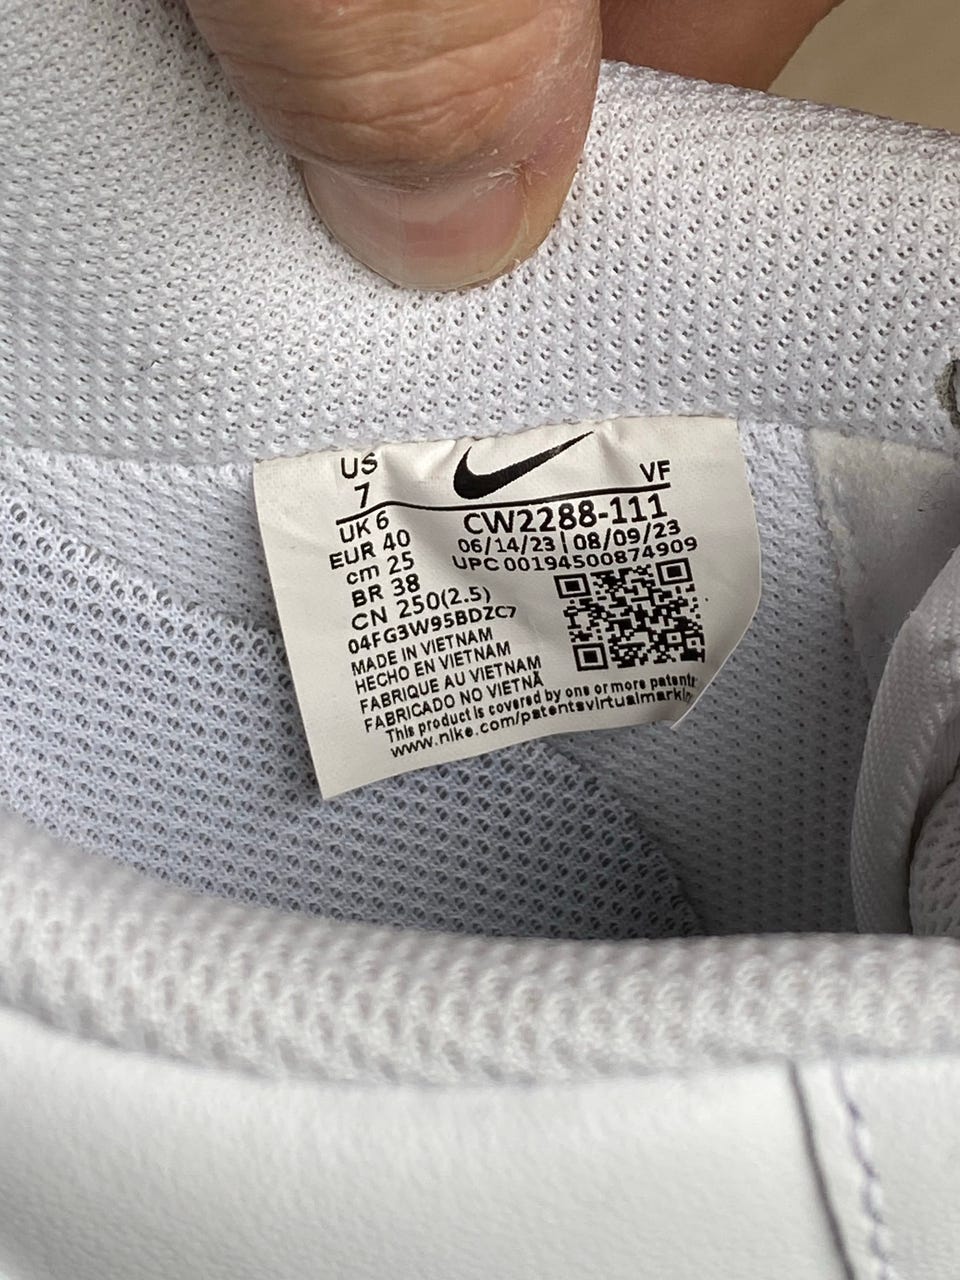 US
7
VF
UK 6
EUR 40
cm 25
BR 38
CN 250(2.5)
CW2288-111
06/14/23 | 08/09/23
UPC 00194500874909
04FG3W95BDZC7
MADE IN VIETNAM
HECHO EN VIETNAM
FABRIQUE AU VIETNAM
FABRICADO NO VIETNÃ
This product is covered by one or more patents
www.nike.com/patentsvirtualmarkin